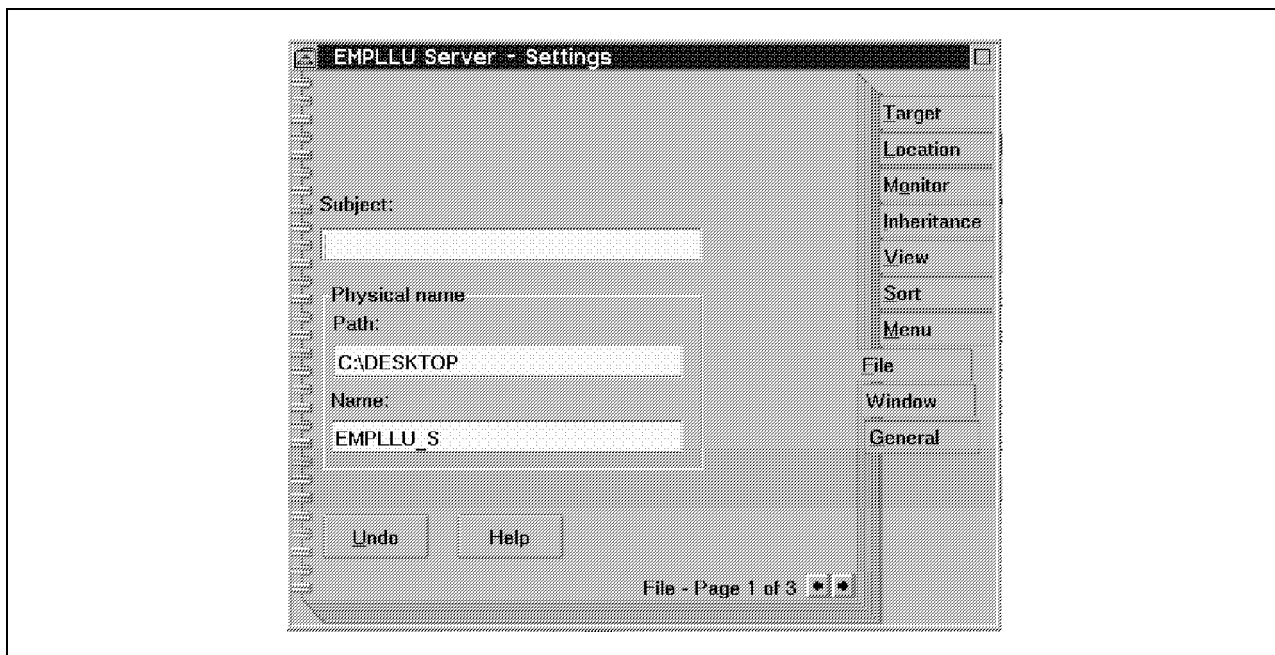 EMPLLU Server - Settings
Target
Location
Monitor
Inheritance
View
Sort
Menu
File
Window
General
Subject:
Physical name
Path:
C:\DESKTOP
Name:
EMPLLU_S
Undo
Help
File - Page 1 of 3